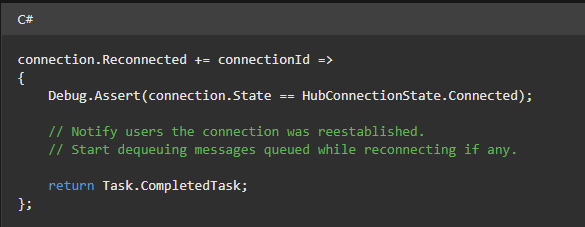 C#
connection.Reconnected += connectionId =>
{
    Debug.Assert(connection.State == HubConnectionState.Connected);

    // Notify users the connection was reestablished.
    // Start dequeuing messages queued while reconnecting if any.

    return Task.CompletedTask;
};